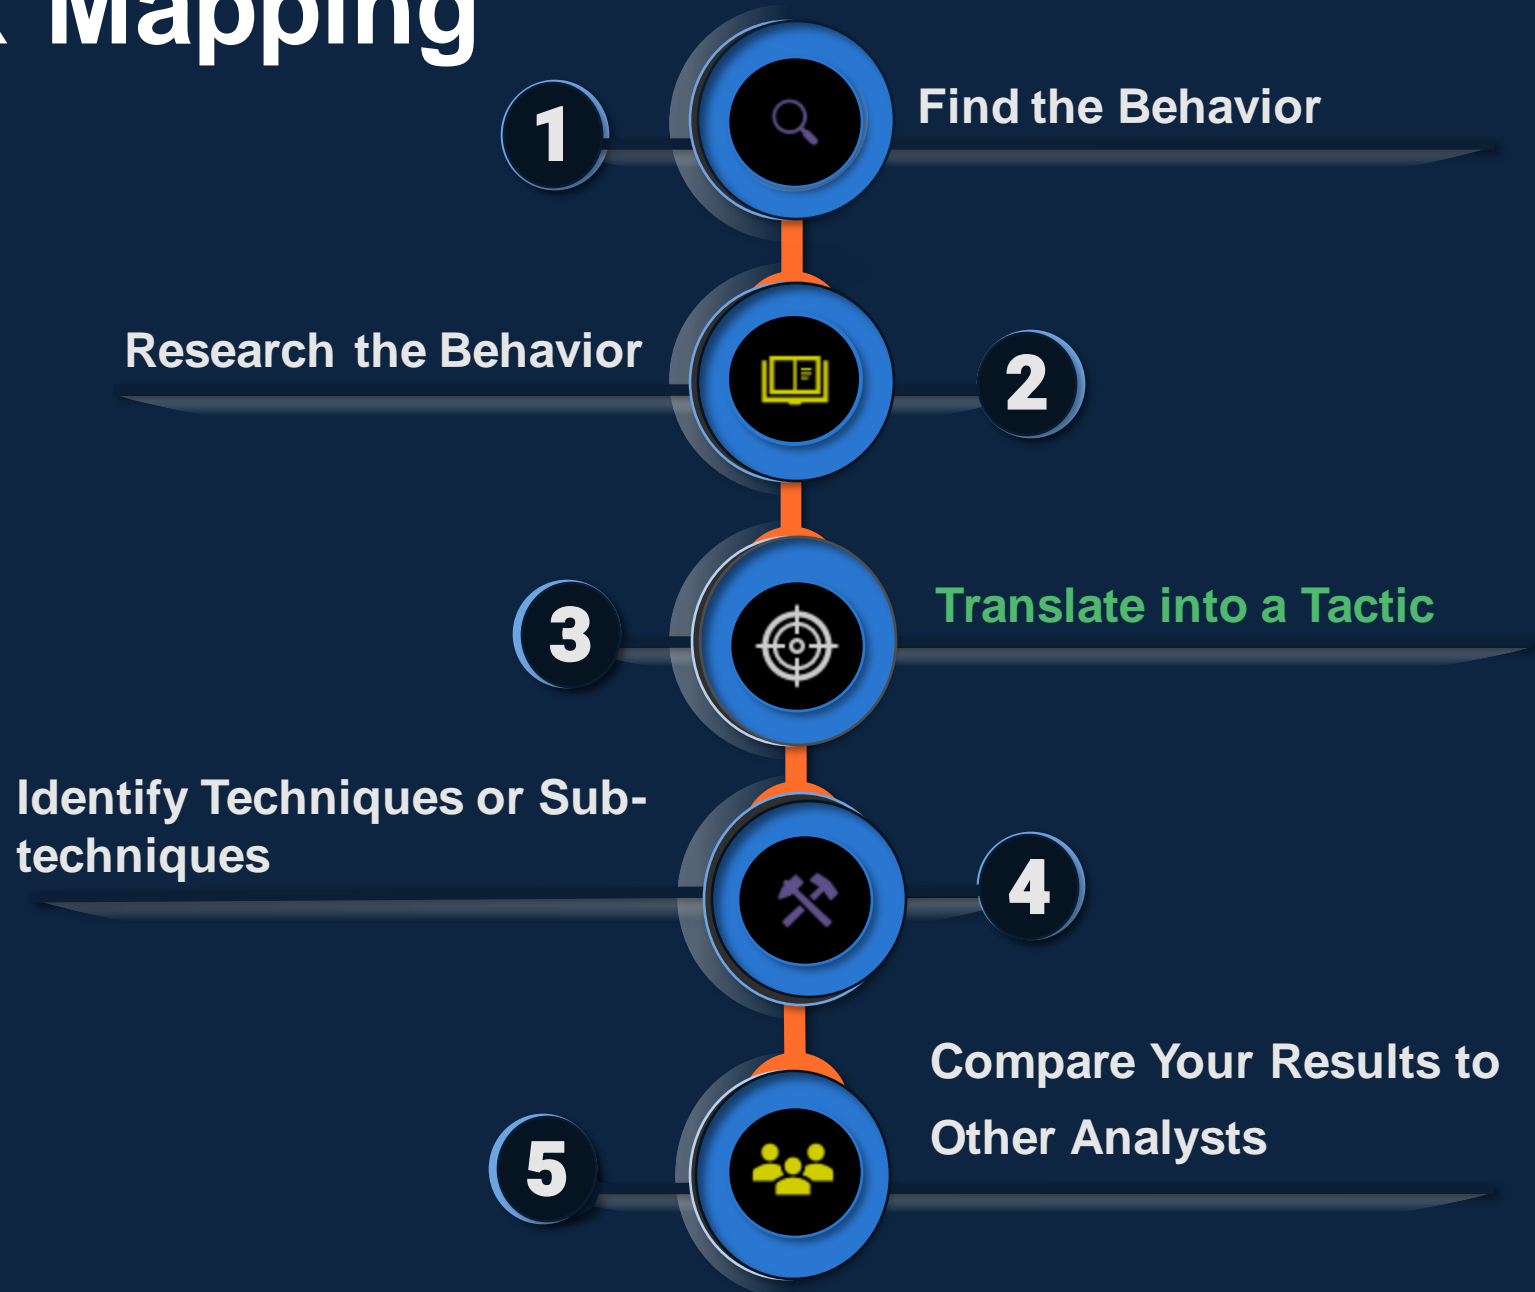 Mapping
1
Find the Behavior
Research the Behavior
2
3
Translate into a Tactic
Identify Techniques or Sub-
techniques
4
Compare Your Results to
Other Analysts
5